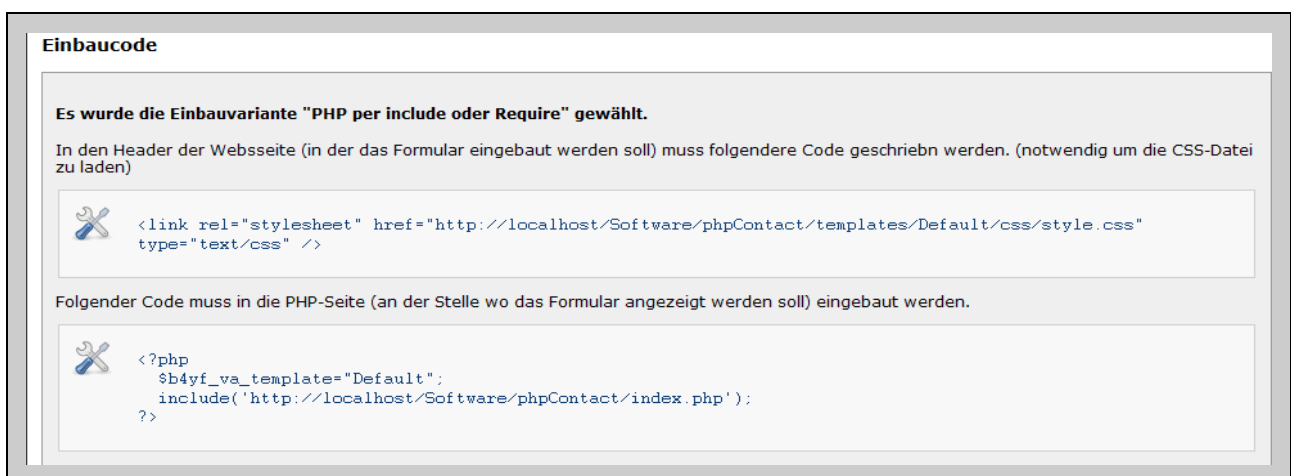 Einbaucode
Es wurde die Einbauvariante "PHP per include oder Require" gewählt.
In den Header der Websseite (in der das Formular eingebaut werden soll) muss folgendere Code geschriebn werden. (notwendig um die CSS-Datei
zu laden)
<link rel="stylesheet" href="http://localhost/Software/phpContact/templates/Default/css/style.css"
type="text/css" />
Folgender Code muss in die PHP-Seite (an der Stelle wo das Formular angezeigt werden soll) eingebaut werden.
<?php
$b4yf_va_template="Default";
include('http://localhost/Software/phpContact/index.php');
?>